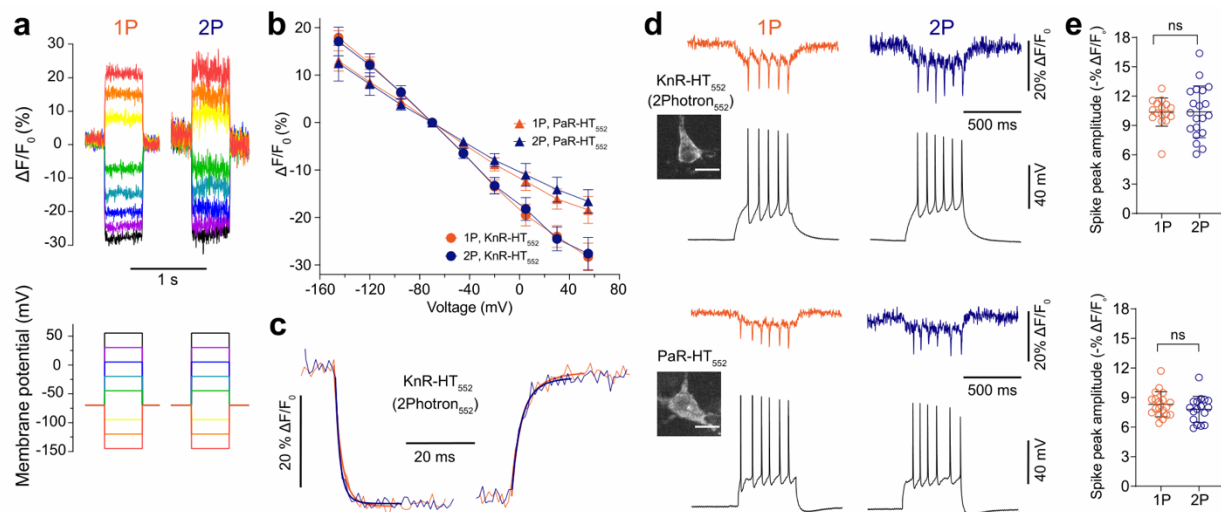 a
1P
2P
ΔF/F₀ (%)
30
20
10
0
-10
-20
-30
1 s
Membrane potential (mV)
50
0
-50
-100
-150
b
ΔF/F₀ (%)
20
10
0
-10
-20
-30
1P, PaR-HT₅₅₂
2P, PaR-HT₅₅₂
1P, KnR-HT₅₅₂
2P, KnR-HT₅₅₂
-160
-120
-80
-40
0
40
80
Voltage (mV)
c
20 % ΔF/F₀
KnR-HT₅₅₂
(2Photron₅₅₂)
20 ms
d
1P
2P
KnR-HT₅₅₂
(2Photron₅₅₂)
20% ΔF/F₀
500 ms
40 mV
PaR-HT₅₅₂
20% ΔF/F₀
500 ms
40 mV
e
Spike peak amplitude (-% ΔF/F₀)
18
15
12
9
6
3
0
ns
1P
2P
Spike peak amplitude (-% ΔF/F₀)
18
15
12
9
6
3
0
ns
1P
2P